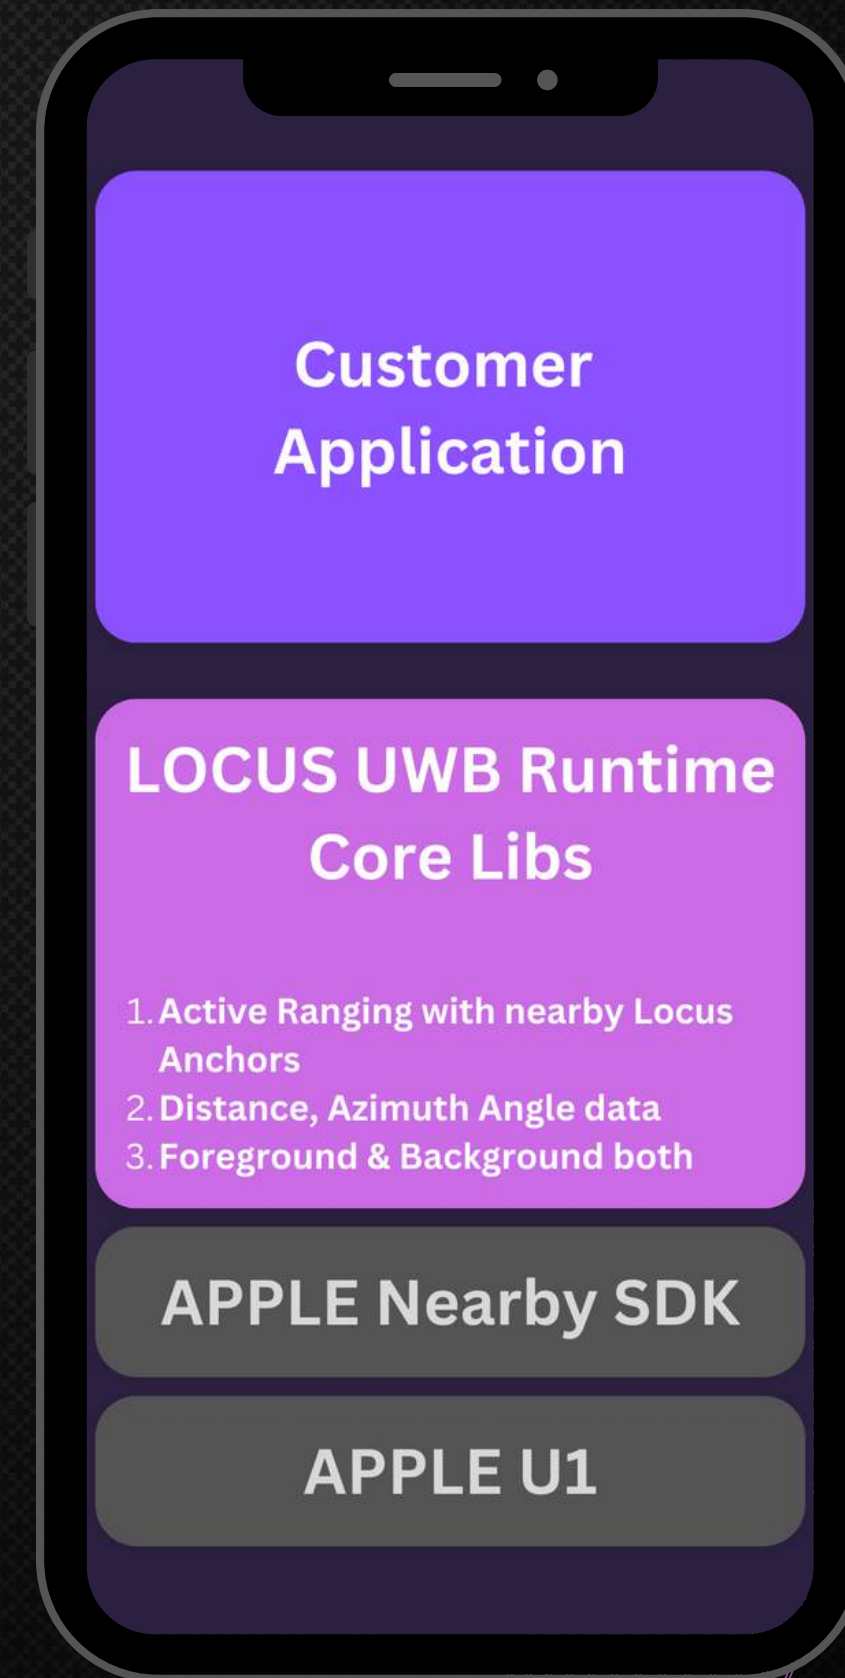 Customer
Application
LOCUS UWB Runtime
Core Libs
1. Active Ranging with nearby Locus
Anchors
2. Distance, Azimuth Angle data
3. Foreground & Background both
APPLE Nearby SDK
APPLE U1